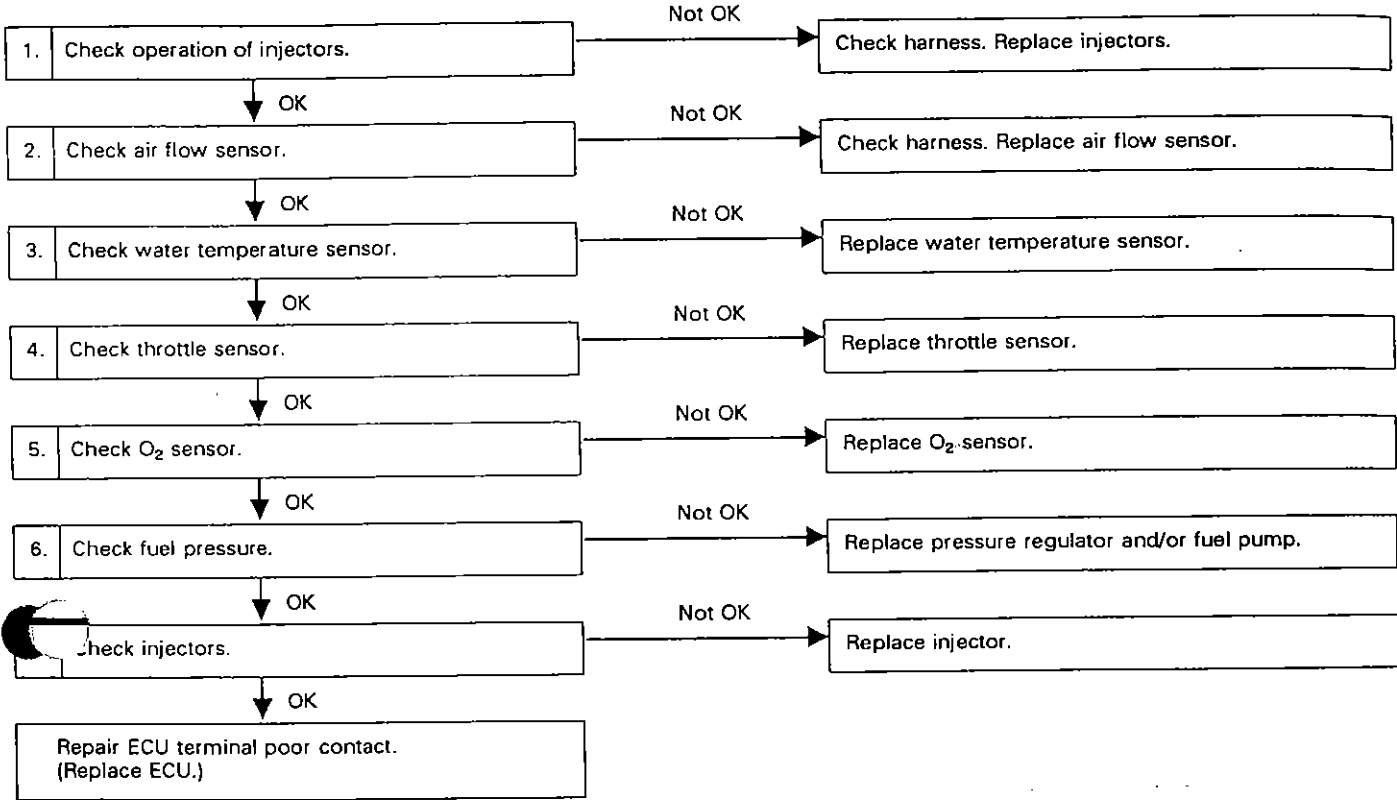 Not OK
1. Check operation of injectors.
Check harness. Replace injectors.
OK
Not OK
2. Check air flow sensor.
Check harness. Replace air flow sensor.
OK
Not OK
3. Check water temperature sensor.
Replace water temperature sensor.
OK
Not OK
4. Check throttle sensor.
Replace throttle sensor.
OK
Not OK
5. Check O₂ sensor.
Replace O₂ sensor.
OK
Not OK
6. Check fuel pressure.
Replace pressure regulator and/or fuel pump.
OK
Not OK
Check injectors.
Replace injector.
OK
Repair ECU terminal poor contact.
(Replace ECU.)